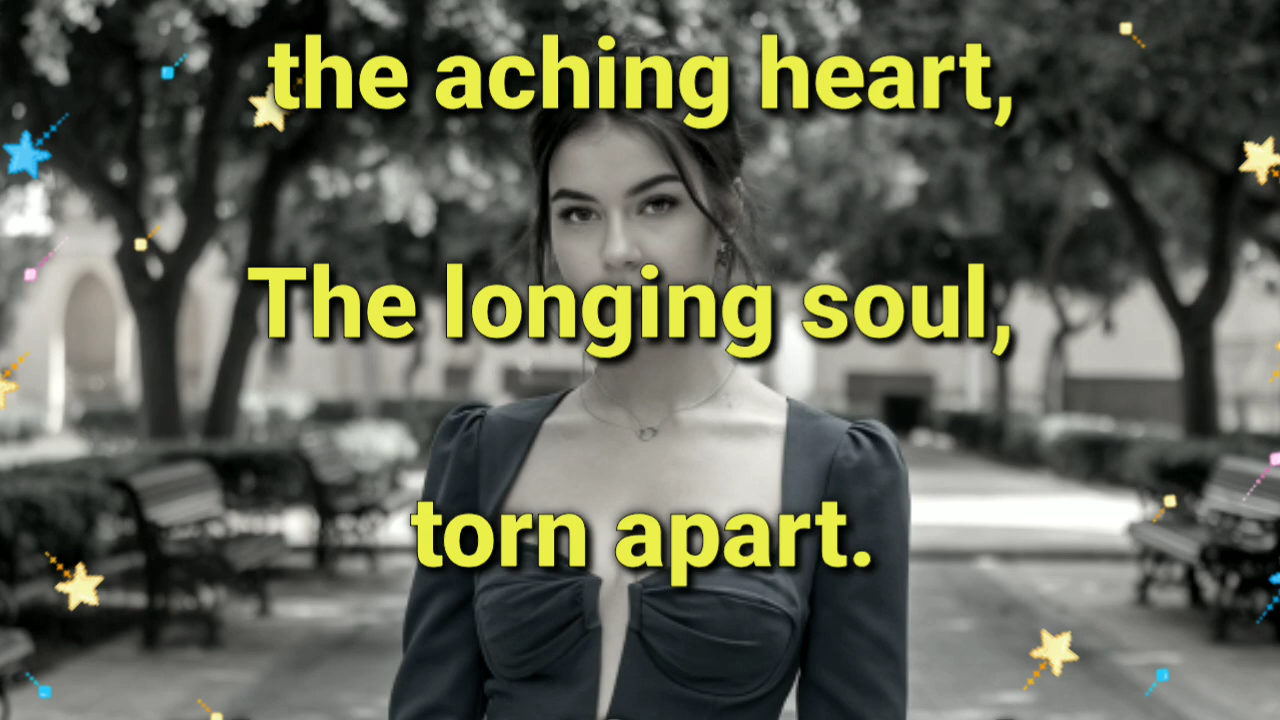 the aching heart,
The longing soul,
torn apart.